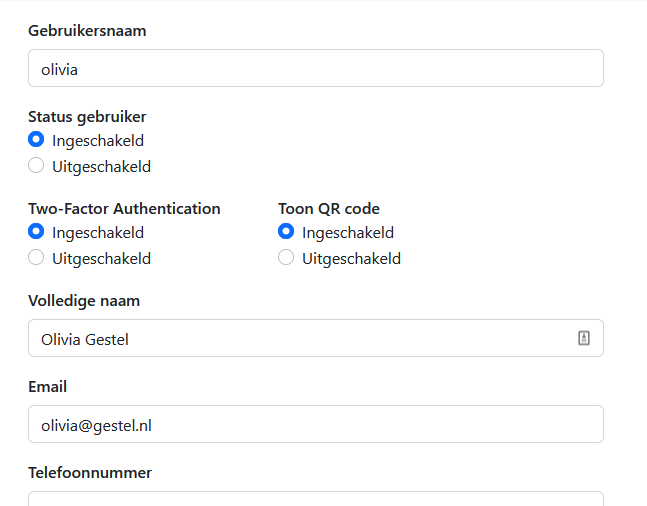 Gebruikersnaam
olivia
Status gebruiker
Ingeschakeld
Uitgeschakeld
Two-Factor Authentication Toon QR code
Ingeschakeld Ingeschakeld
Uitgeschakeld Uitgeschakeld
Volledige naam
Olivia Gestel
Email
olivia@gestel.nl
Telefoonnummer